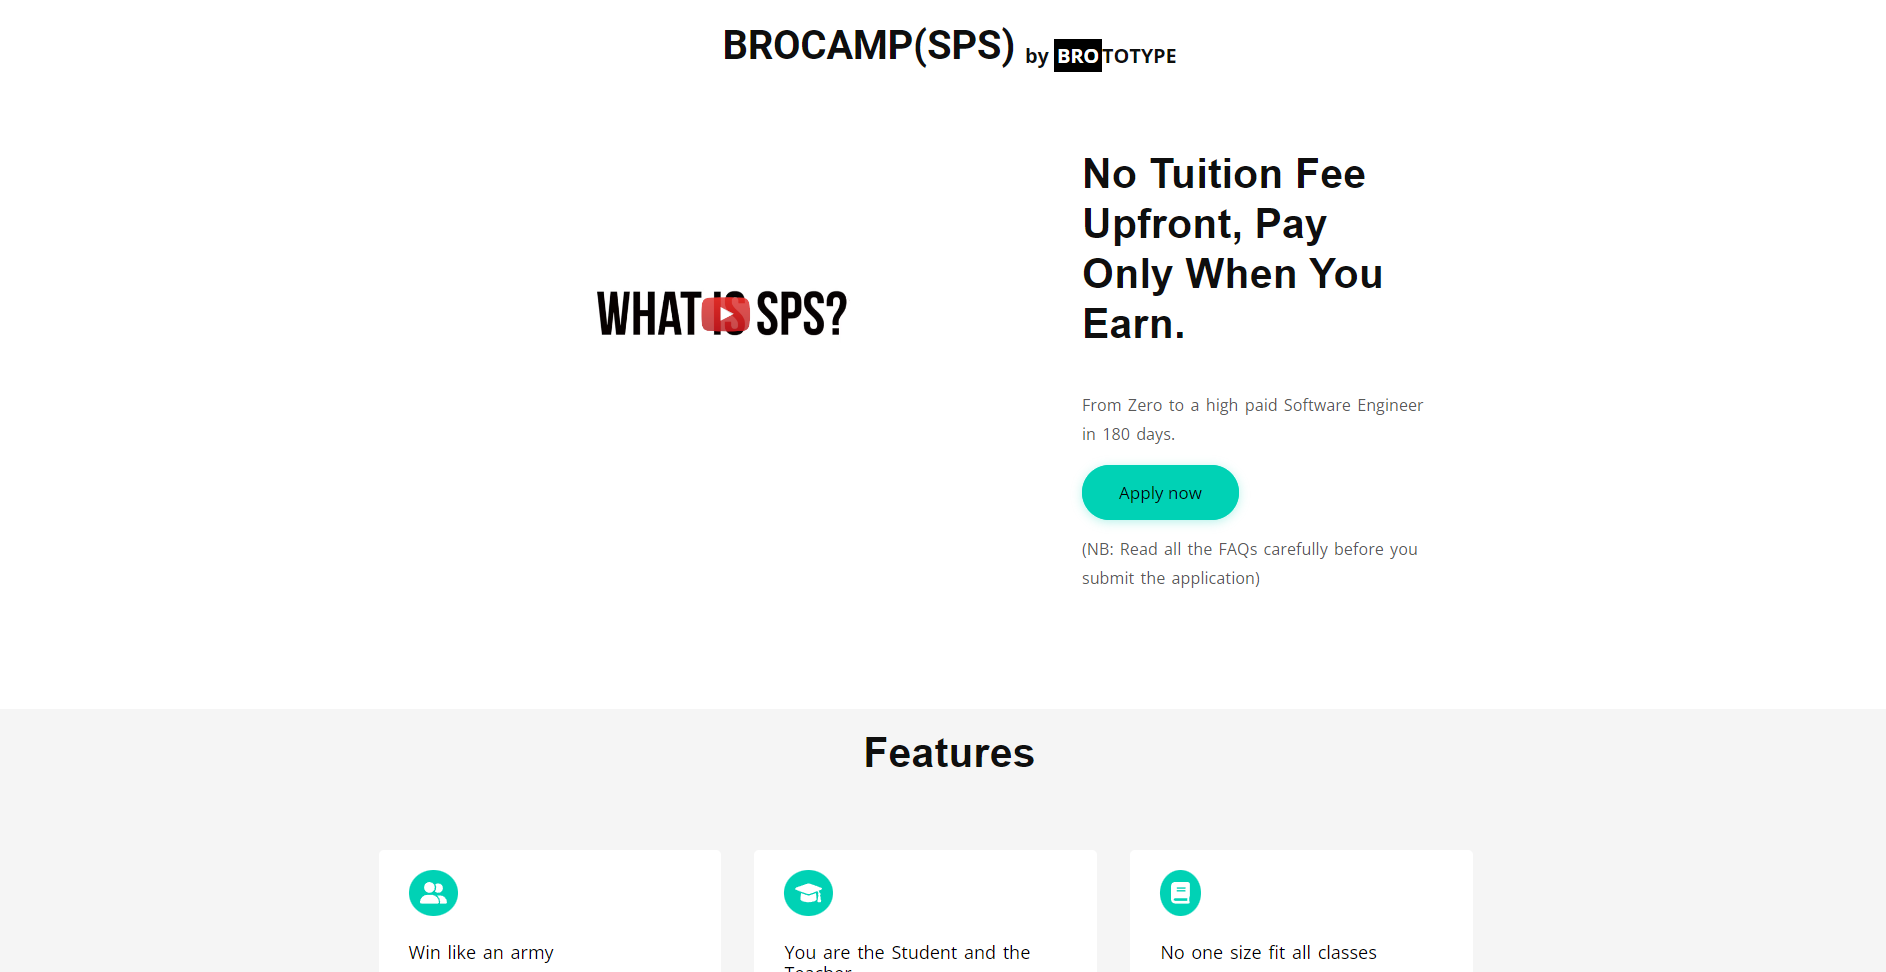 BROCAMP(SPS) by BROTOTYPE
WHAT IS SPS?
No Tuition Fee
Upfront, Pay
Only When You
Earn.
From Zero to a high paid Software Engineer
in 180 days.
Apply now
(NB: Read all the FAQs carefully before you
submit the application)
Features
Win like an army
You are the Student and the
Teacher
No one size fit all classes